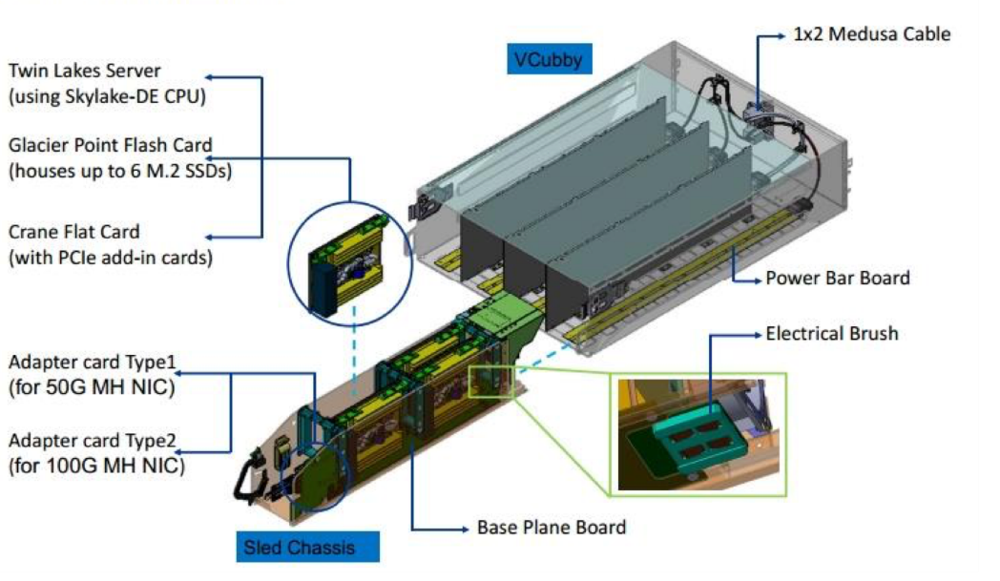 1x2 Medusa Cable
VCubby
Twin Lakes Server
(using Skylake-DE CPU)
Glacier Point Flash Card
(houses up to 6 M.2 SSDs)
Crane Flat Card
(with PCIe add-in cards)
Power Bar Board
Electrical Brush
Adapter card Type1
(for 50G MH NIC)
Adapter card Type2
(for 100G MH NIC)
Base Plane Board
Sled Chassis